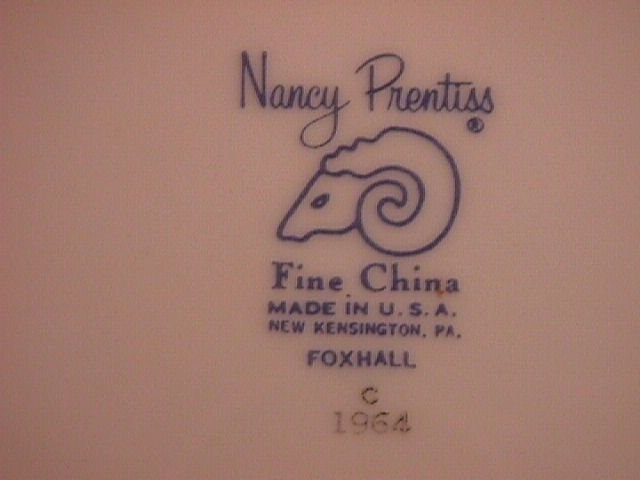 Nancy Prentiss
®
Fine China
MADE IN U.S.A.
NEW KENSINGTON, PA.
FOXHALL
C
1964